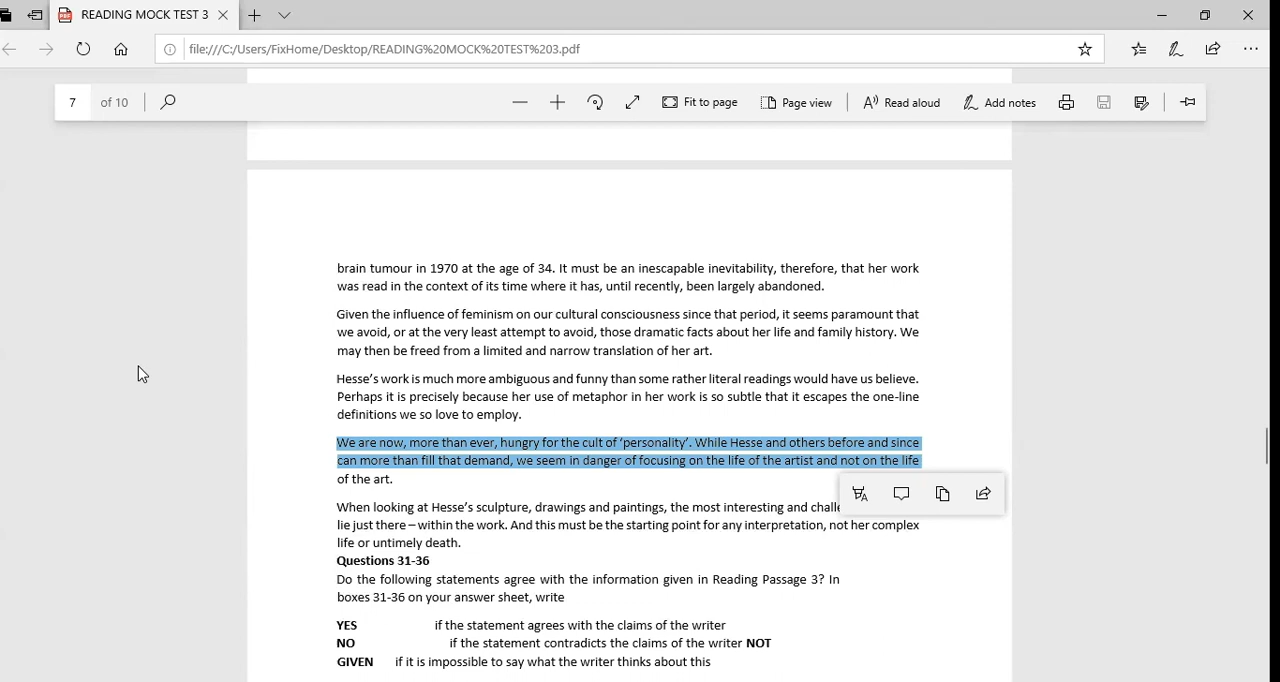 READING MOCK TEST 3
file:///C:/Users/FixHome/Desktop/READING%20MOCK%20TEST%203.pdf
7 of 10 Fit to page Page view Read aloud Add notes
brain tumour in 1970 at the age of 34. It must be an inescapable inevitability, therefore, that her work
was read in the context of its time where it has, until recently, been largely abandoned.
Given the influence of feminism on our cultural consciousness since that period, it seems paramount that
we avoid, or at the very least attempt to avoid, those dramatic facts about her life and family history. We
may then be freed from a limited and narrow translation of her art.
Hesse's work is much more ambiguous and funny than some rather literal readings would have us believe.
Perhaps it is precisely because her use of metaphor in her work is so subtle that it escapes the one-line
definitions we so love to employ.
We are now, more than ever, hungry for the cult of 'personality'. While Hesse and others before and since
can more than fill that demand, we seem in danger of focusing on the life of the artist and not on the life
of the art.
When looking at Hesse's sculpture, drawings and paintings, the most interesting and
lie just there – within the work. And this must be the starting point for any interpretation, not her complex
life or untimely death.
Questions 31-36
Do the following statements agree with the information given in Reading Passage 3? In
boxes 31-36 on your answer sheet, write
YES if the statement agrees with the claims of the writer
NO if the statement contradicts the claims of the writer NOT
GIVEN if it is impossible to say what the writer thinks about this